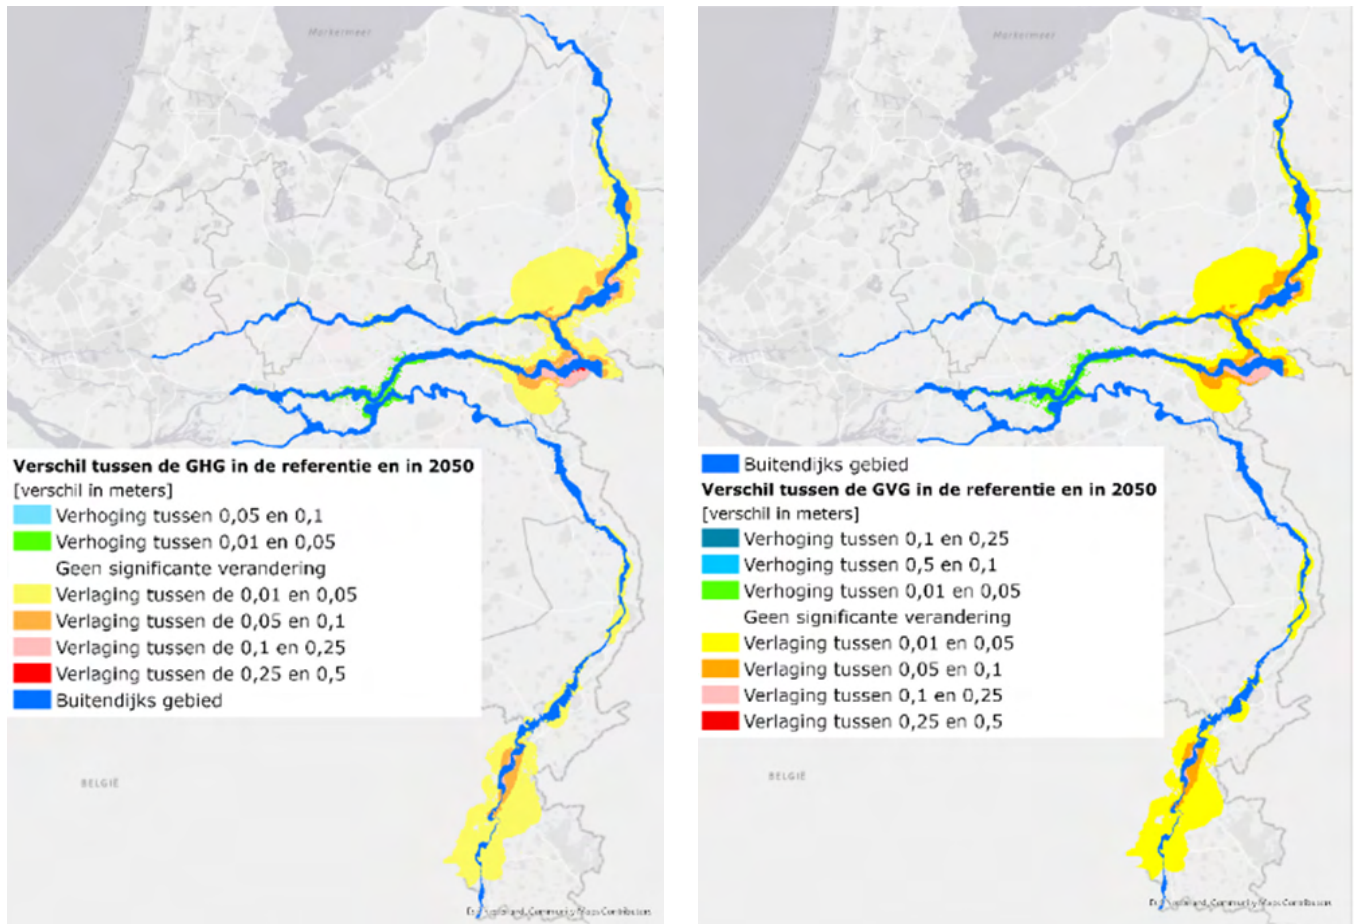 Markermeer
Verschil tussen de GHG in de referentie en in 2050
[verschil in meters]
Verhoging tussen 0,05 en 0,1
Verhoging tussen 0,01 en 0,05
Geen significante verandering
Verlaging tussen de 0,01 en 0,05
Verlaging tussen de 0,05 en 0,1
Verlaging tussen de 0,1 en 0,25
Verlaging tussen de 0,25 en 0,5
Buitendijks gebied
BELGIË
Community Maps Contributors
Markermeer
Buitendijks gebied
Verschil tussen de GVG in de referentie en in 2050
[verschil in meters]
Verhoging tussen 0,1 en 0,25
Verhoging tussen 0,5 en 0,1
Verhoging tussen 0,01 en 0,05
Geen significante verandering
Verlaging tussen 0,01 en 0,05
Verlaging tussen 0,05 en 0,1
Verlaging tussen 0,1 en 0,25
Verlaging tussen 0,25 en 0,5
BELGIË
Community Maps Contributors